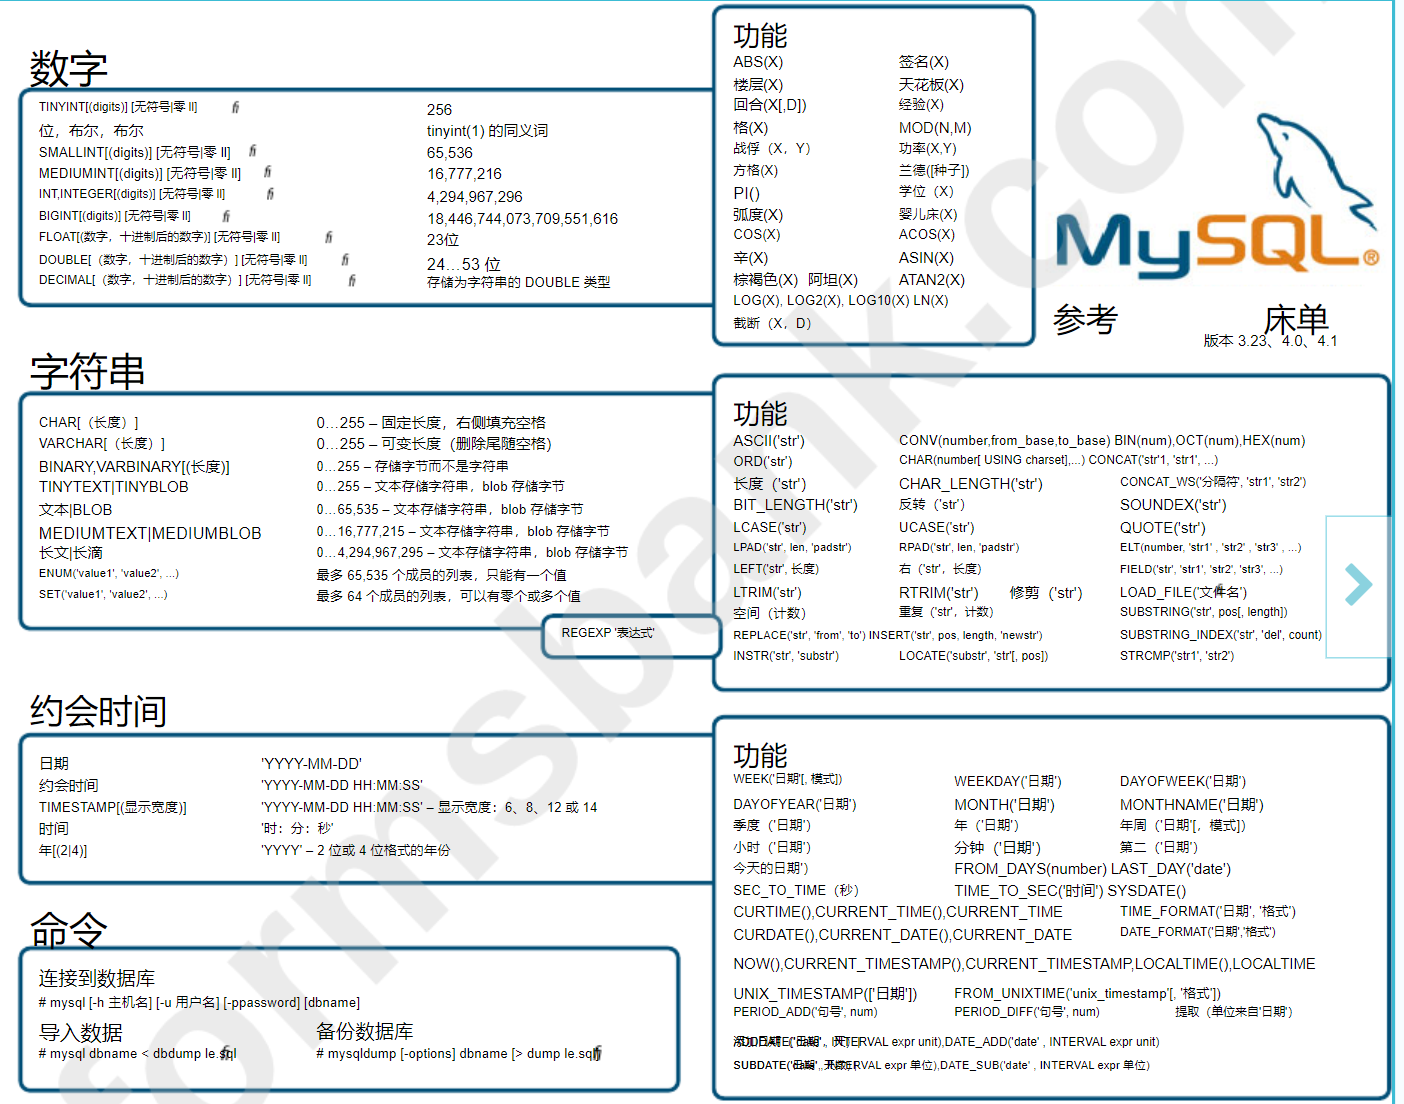 数字
TINYINT[(digits)] [无符号|零 II] fi 256
位，布尔，布尔 tinyint(1) 的同义词
SMALLINT[(digits)] [无符号|零 II] fi 65,536
MEDIUMINT[(digits)] [无符号|零 II] fi 16,777,216
INT,INTEGER[(digits)] [无符号|零 II] fi 4,294,967,296
BIGINT[(digits)] [无符号|零 II] fi 18,446,744,073,709,551,616
FLOAT[(数字，十进制后的数字)] [无符号|零 II] fi 23位
DOUBLE[（数字，十进制后的数字）] [无符号|零 II] fi 24…53 位
DECIMAL[（数字，十进制后的数字）] [无符号|零 II] fi 存储为字符串的 DOUBLE 类型
功能
ABS(X) 签名(X)
楼层(X) 天花板(X)
回合(X[,D]) 经验(X)
格(X) MOD(N,M)
战俘（X，Y） 功率(X,Y)
方格(X) 兰德([种子])
PI() 学位（X）
弧度(X) 婴儿床(X)
COS(X) ACOS(X)
辛(X) ASIN(X)
棕褐色(X) 阿坦(X) ATAN2(X)
LOG(X), LOG2(X), LOG10(X) LN(X)
截断（X，D）
MySQL®
参考 床单
版本 3.23、4.0、4.1
字符串
CHAR[（长度）] 0…255 – 固定长度，右侧填充空格
VARCHAR[（长度）] 0…255 – 可变长度（删除尾随空格）
BINARY,VARBINARY[(长度)] 0…255 – 存储字节而不是字符串
TINYTEXT|TINYBLOB 0…255 – 文本存储字符串，blob 存储字节
文本|BLOB 0…65,535 – 文本存储字符串，blob 存储字节
MEDIUMTEXT|MEDIUMBLOB 0…16,777,215 – 文本存储字符串，blob 存储字节
长文|长滴 0…4,294,967,295 – 文本存储字符串，blob 存储字节
ENUM('value1', 'value2', ...) 最多 65,535 个成员的列表，只能有一个值
SET('value1', 'value2', ...) 最多 64 个成员的列表，可以有零个或多个值
REGEXP '表达式'
功能
ASCII('str') CONV(number,from_base,to_base) BIN(num),OCT(num),HEX(num)
ORD('str') CHAR(number[ USING charset],...) CONCAT('str'1, 'str1', ...)
长度（'str) CHAR_LENGTH('str') CONCAT_WS('分隔符', 'str1', 'str2')
BIT_LENGTH('str') 反转（'str'） SOUNDEX('str')
LCASE('str') UCASE('str') QUOTE('str')
LPAD('str', len, 'padstr') RPAD('str', len, 'padstr') ELT(number, 'str1' , 'str2' , 'str3' , ...)
LEFT('str', 长度) 右（'str'，长度） FIELD('str', 'str1', 'str2', 'str3', ...)
LTRIM('str') RTRIM('str') 修剪（'str') LOAD_FILE('文件名')
空间（计数） 重复（'str'，计数） SUBSTRING('str', pos[, length])
REPLACE('str', 'from', 'to') INSERT('str', pos, length, 'newstr') SUBSTRING_INDEX('str', 'del', count)
INSTR('str', 'substr') LOCATE('substr', 'str'[, pos]) STRCMP('str1', 'str2')
约会时间
日期 'YYYY-MM-DD'
约会时间 'YYYY-MM-DD HH:MM:SS'
TIMESTAMP[(显示宽度)] 'YYYY-MM-DD HH:MM:SS' – 显示宽度：6、8、12 或 14
时间 '时：分：秒'
年[(2|4)] 'YYYY' – 2 位或 4 位格式的年份
功能
WEEK('日期'[, 模式]) WEEKDAY('日期') DAYOFWEEK('日期')
DAYOFYEAR('日期') MONTH('日期') MONTHNAME('日期')
季度（'日期'） 年（'日期'） 年周（'日期'[，模式]）
小时（'日期'） 分钟（'日期') 第二（'日期'）
今天的日期') FROM_DAYS(number) LAST_DAY('date')
SEC_TO_TIME（秒） TIME_TO_SEC('时间') SYSDATE()
CURTIME(),CURRENT_TIME(),CURRENT_TIME TIME_FORMAT('日期', '格式')
CURDATE(),CURRENT_DATE(),CURRENT_DATE DATE_FORMAT('日期','格式')
NOW(),CURRENT_TIMESTAMP(),CURRENT_TIMESTAMP,LOCALTIME(),LOCALTIME
UNIX_TIMESTAMP(['日期']) FROM_UNIXTIME('unix_timestamp'[, '格式'])
PERIOD_ADD('句号', num) PERIOD_DIFF('句号', num) 提取（单位来自'日期')
INTERVAL expr unit),DATE_ADD('date' , INTERVAL expr unit)
SUBDATE( INTERVAL expr 单位),DATE_SUB('date' , INTERVAL expr 单位)
命令
连接到数据库
# mysql [-h 主机名] [-u 用户名] [-ppassword] [dbname]
导入数据 备份数据库
# mysql dbname < dbdump le.sql # mysqldump [-options] dbname [> dump le.sql
formsbank.com